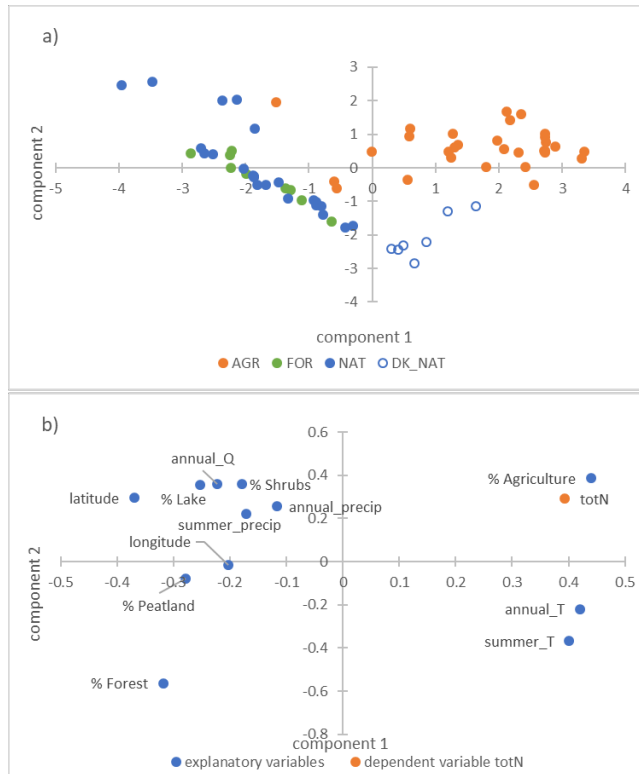 a)
3
2
1
0
-5 -4 -3 -2 -1 0 1 2 3 4
-1
-2
-3
-4
component 2
component 1
AGR FOR NAT DK_NAT
b)
0.6
annual_Q
% Shrubs
% Agriculture
0.4
latitude
% Lake
annual_precip
totN
summer_precip
0.2
longitude
0
-0.5 -0.4 -0.3 -0.2 -0.1 0 0.1 0.2 0.3 0.4 0.5
% Peatland
-0.2
annual_T
summer_T
-0.4
% Forest
-0.6
-0.8
component 2
component 1
explanatory variables dependent variable totN